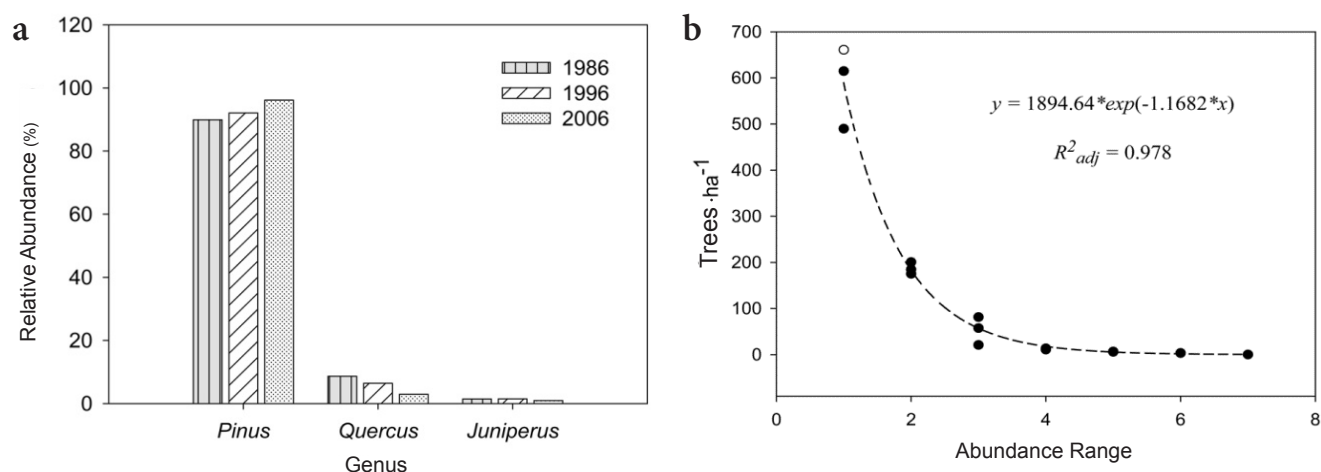 a
120
100
80
60
40
20
0
Relative Abundance (%)
1986
1996
2006
Pinus Quercus Juniperus
Genus
b
700
600
500
400
300
200
100
0
Trees·ha⁻¹
y = 1894.64*exp(-1.1682*x)
R²adj = 0.978
0 2 4 6 8
Abundance Range